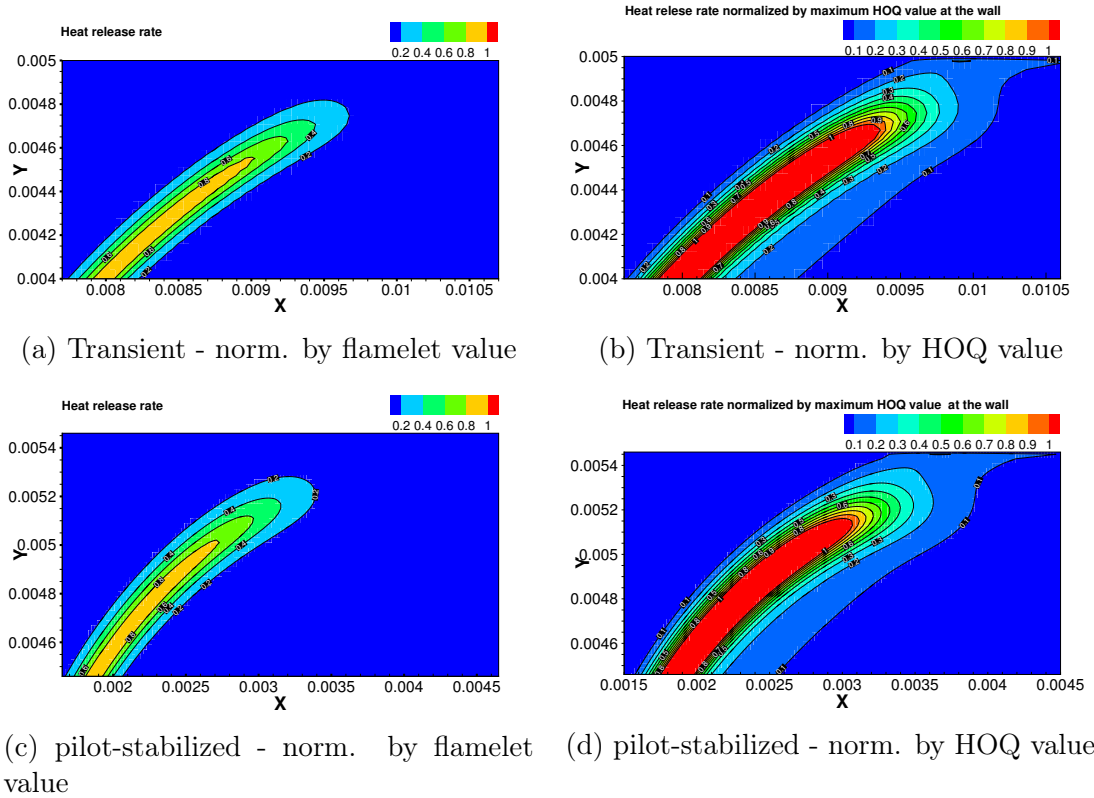 Heat release rate
0.2 0.4 0.6 0.8 1
0.005
0.0048
0.0046
Y
0.0044
0.0042
0.004
0.008 0.0085 0.009 0.0095 0.01 0.0105
X
(a) Transient - norm. by flamelet value
Heat relese rate normalized by maximum HOQ value at the wall
0.1 0.2 0.3 0.4 0.5 0.6 0.7 0.8 0.9 1
0.005
0.0048
0.0046
Y
0.0044
0.0042
0.004
0.008 0.0085 0.009 0.0095 0.01 0.0105
X
(b) Transient - norm. by HOQ value
Heat release rate
0.2 0.4 0.6 0.8 1
0.0054
0.0052
Y
0.005
0.0048
0.0046
0.002 0.0025 0.003 0.0035 0.004 0.0045
X
(c) pilot-stabilized - norm. by flamelet
value
Heat release rate normalized by maximum HOQ value at the wall
0.1 0.2 0.3 0.4 0.5 0.6 0.7 0.8 0.9 1
0.0054
0.0052
Y
0.005
0.0048
0.0046
0.0015 0.002 0.0025 0.003 0.0035 0.004 0.0045
X
(d) pilot-stabilized - norm. by HOQ value